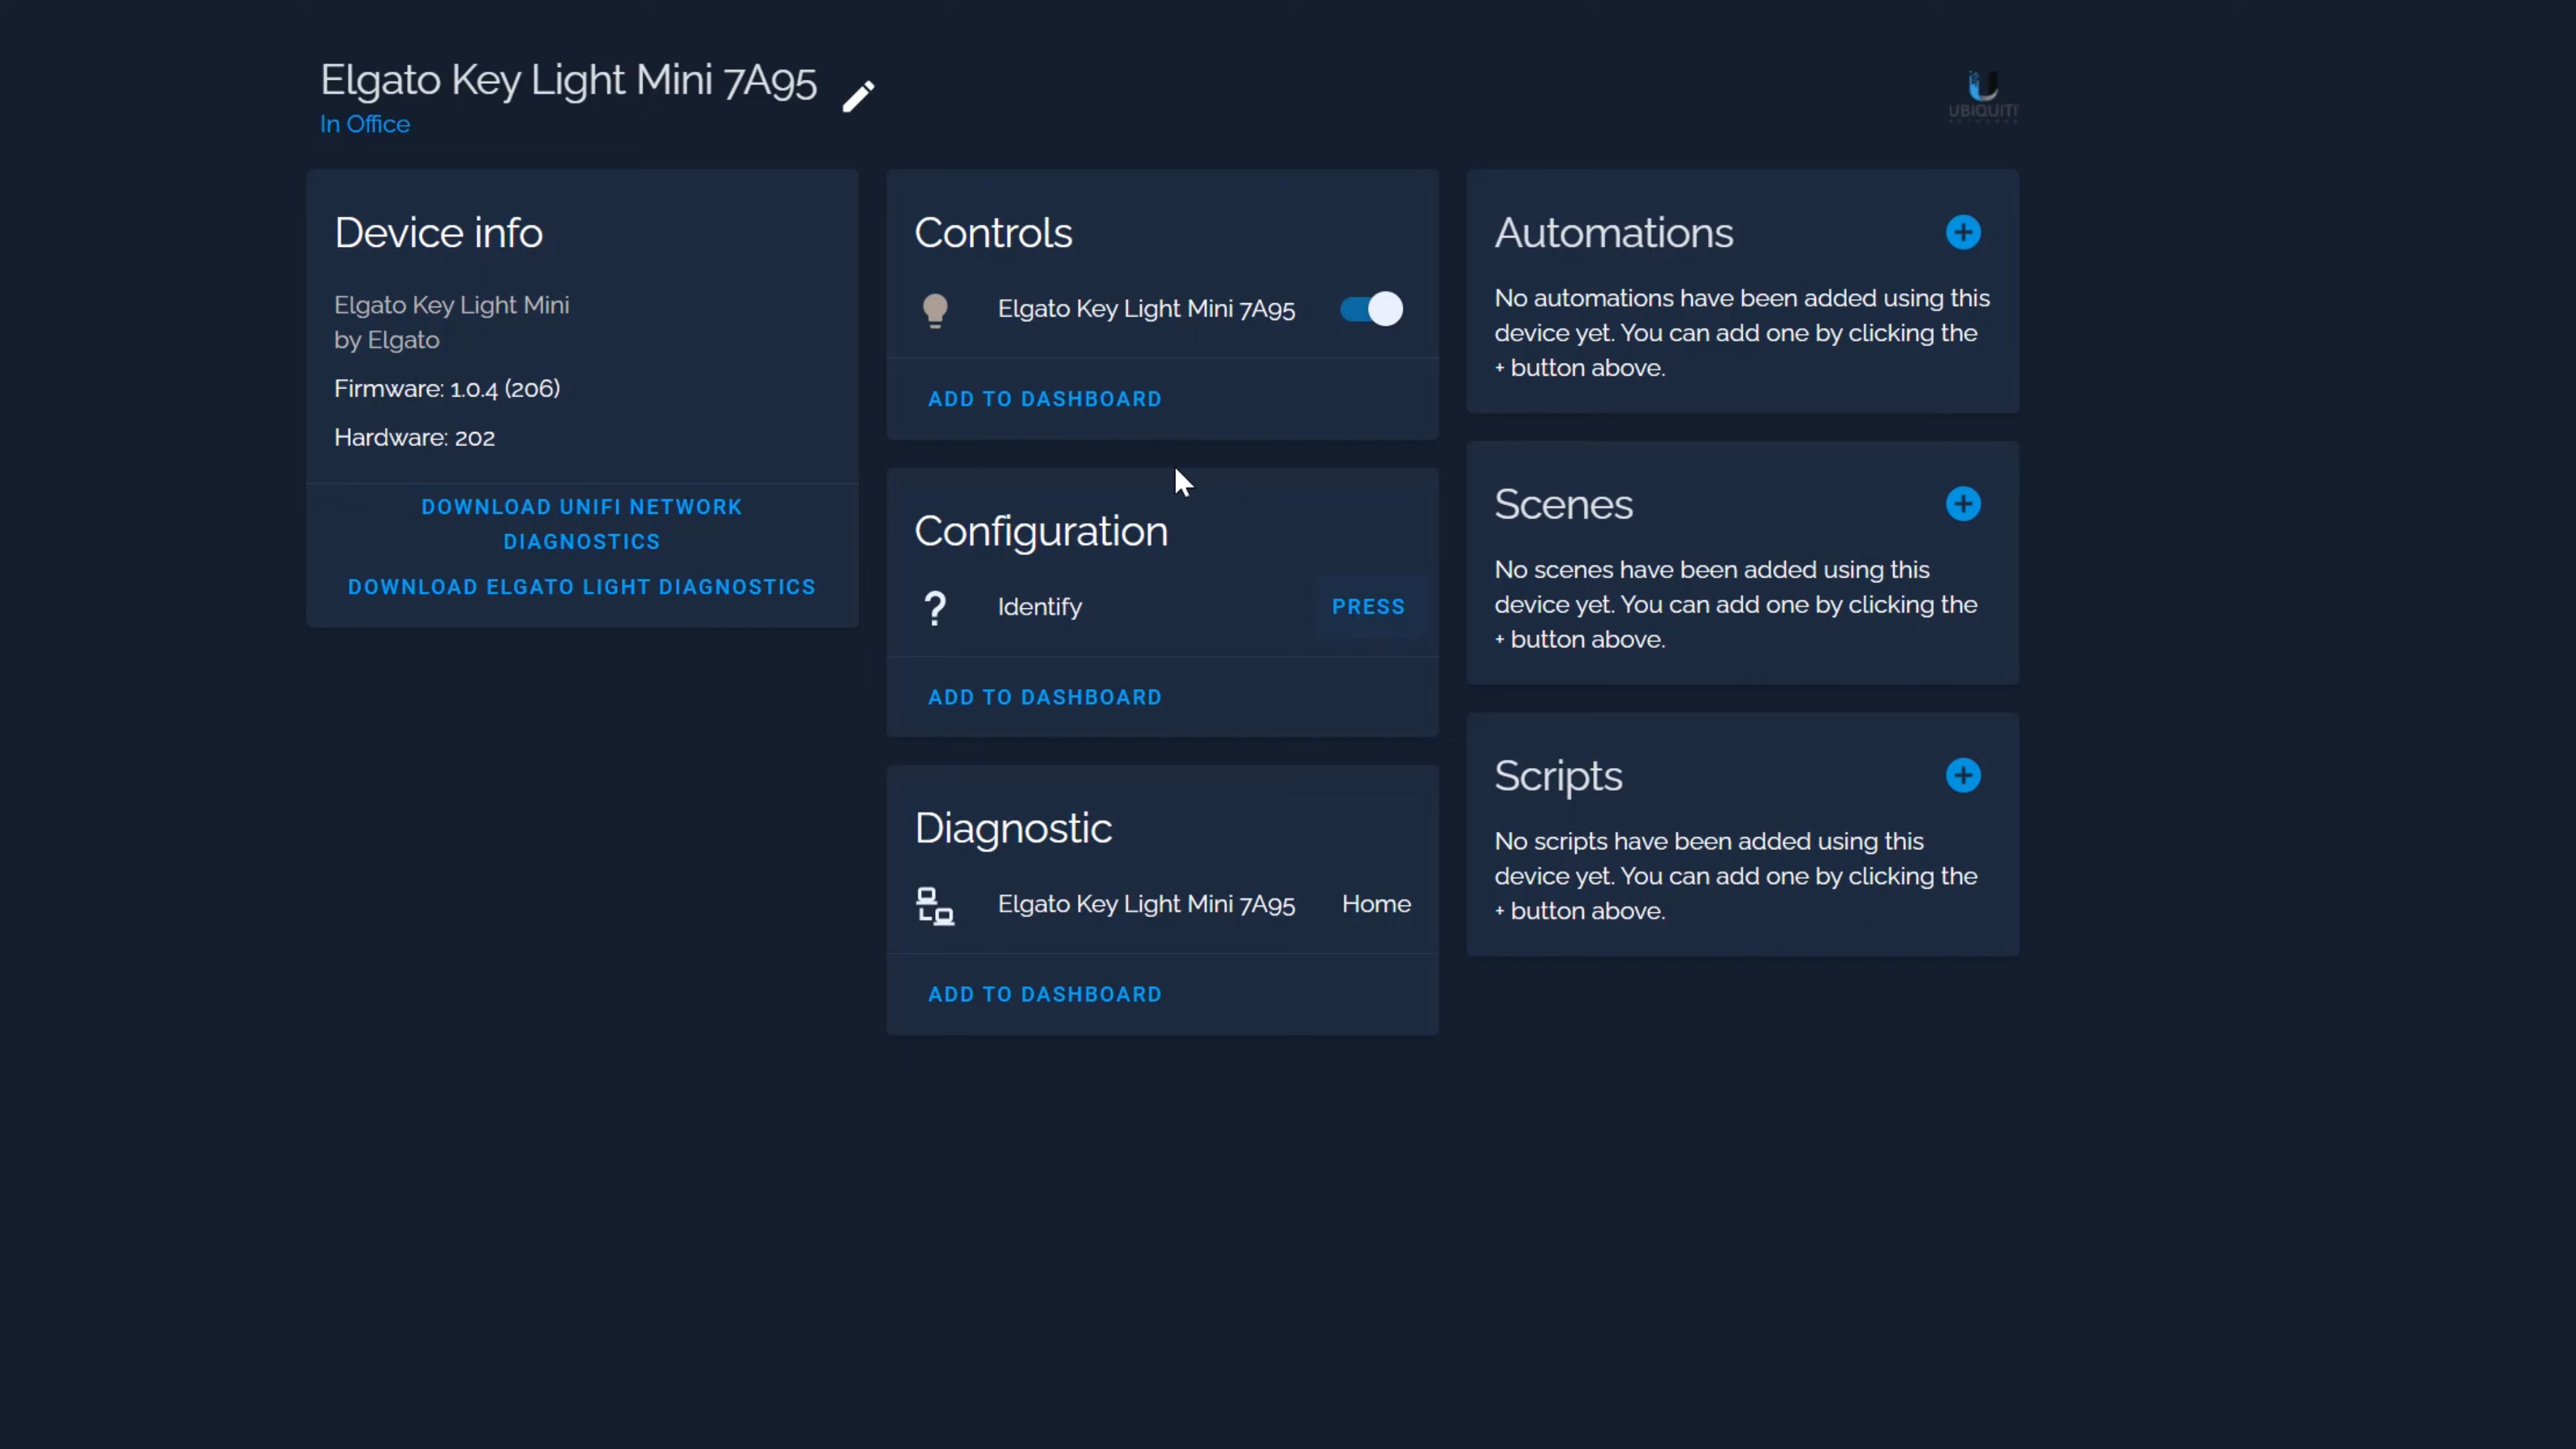 Elgato Key Light Mini 7A95
In Office
UBIQUITI
Device info
Elgato Key Light Mini
by Elgato
Firmware: 1.0.4 (206)
Hardware: 202
DOWNLOAD UNIFI NETWORK
DIAGNOSTICS
DOWNLOAD ELGATO LIGHT DIAGNOSTICS
Controls
Elgato Key Light Mini 7A95
ADD TO DASHBOARD
Configuration
Identify
PRESS
ADD TO DASHBOARD
Diagnostic
Elgato Key Light Mini 7A95
Home
ADD TO DASHBOARD
Automations
No automations have been added using this
device yet. You can add one by clicking the
+ button above.
Scenes
No scenes have been added using this
device yet. You can add one by clicking the
+ button above.
Scripts
No scripts have been added using this
device yet. You can add one by clicking the
+ button above.